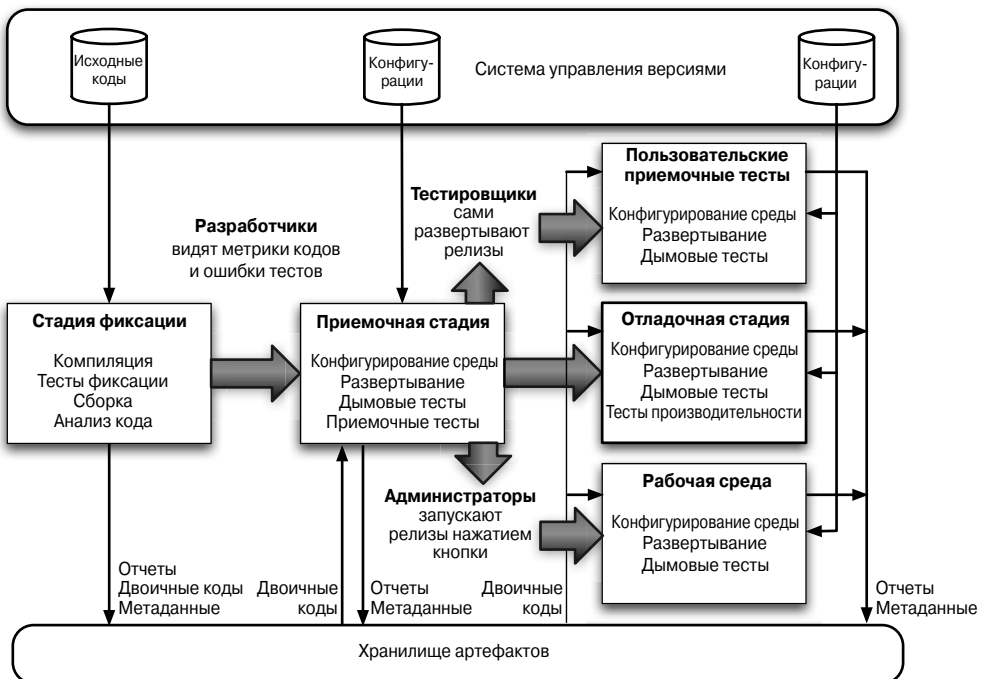 Исходные
коды
Конфигу-
рации
Система управления версиями
Конфигу-
рации
Разработчики
видят метрики кодов
и ошибки тестов
Тестировщики
сами
развертывают
релизы
Пользовательские
приемочные тесты
Конфигурирование среды
Развертывание
Дымовые тесты
Стадия фиксации
Компиляция
Тесты фиксации
Сборка
Анализ кода
Приемочная стадия
Конфигурирование среды
Развертывание
Дымовые тесты
Приемочные тесты
Отладочная стадия
Конфигурирование среды
Развертывание
Дымовые тесты
Тесты производительности
Администраторы
запускают
релизы нажатием
кнопки
Рабочая среда
Конфигурирование среды
Развертывание
Дымовые тесты
Отчеты
Двоичные коды
Метаданные
Двоичные
коды
Отчеты
Метаданные
Двоичные
коды
Отчеты
Метаданные
Хранилище артефактов